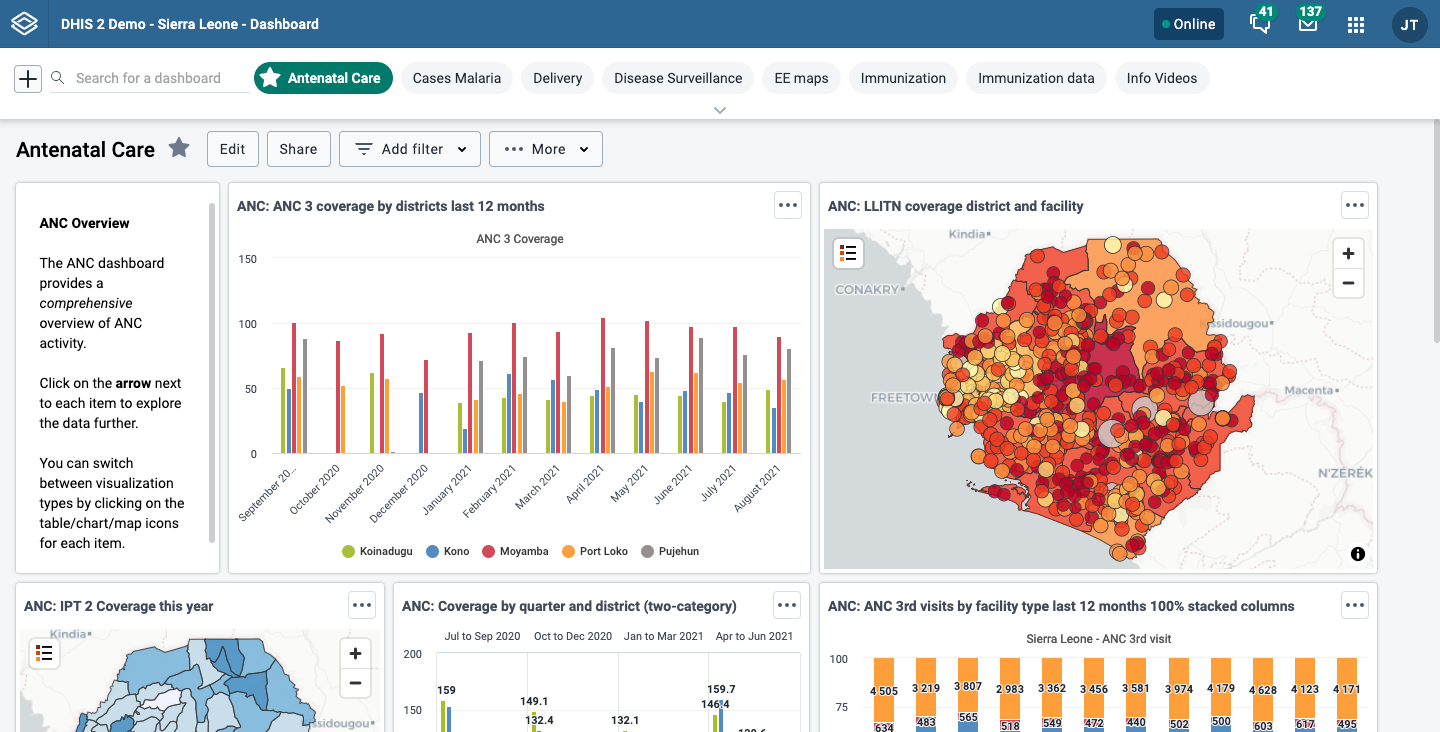 DHIS 2 Demo - Sierra Leone - Dashboard
Online
41
137
JT
Search for a dashboard
Antenatal Care
Cases Malaria
Delivery
Disease Surveillance
EE maps
Immunization
Immunization data
Info Videos
Antenatal Care
Edit
Share
Add filter
More
ANC Overview
The ANC dashboard
provides a
comprehensive
overview of ANC
activity.
Click on the arrow next
to each item to explore
the data further.
You can switch
between visualization
types by clicking on the
table/chart/map icons
for each item.
ANC: ANC 3 coverage by districts last 12 months
ANC 3 Coverage
150
100
50
0
September 20...
October 2020
November 2020
December 2020
January 2021
February 2021
March 2021
April 2021
May 2021
June 2021
July 2021
August 2021
Koinadugu
Kono
Moyamba
Port Loko
Pujehun
ANC: LLITN coverage district and facility
Kindia
CONAKRY
FREETOWN
Macenta
N'ZÉRÉK
ANC: IPT 2 Coverage this year
Kindia
ssidougou
ANC: Coverage by quarter and district (two-category)
Jul to Sep 2020
Oct to Dec 2020
Jan to Mar 2021
Apr to Jun 2021
200
150
159
149.1
132.4
132.1
159.7
146.4
ANC: ANC 3rd visits by facility type last 12 months 100% stacked columns
Sierra Leone - ANC 3rd visit
100
75
4 505
3 219
3 807
2 983
3 362
3 456
3 581
3 974
4 179
4 628
4 123
4 171
634
483
565
518
549
472
440
502
500
603
617
495